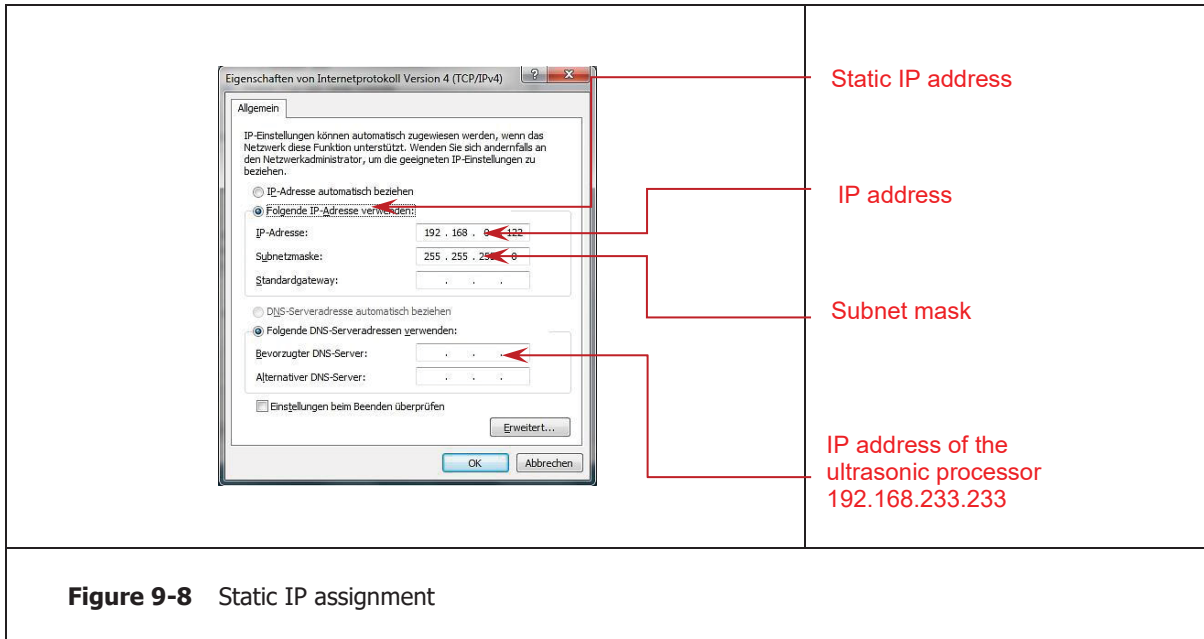 Eigenschaften von Internetprotokoll Version 4 (TCP/IPv4)
Allgemein
IP-Einstellungen können automatisch zugewiesen werden, wenn das
Netzwerk diese Funktion unterstützt. Wenden Sie sich andernfalls an
den Netzwerkadministrator, um die geeigneten IP-Einstellungen zu
beziehen.
IP-Adresse automatisch beziehen
Folgende IP-Adresse verwenden:
IP-Adresse: 192 . 168 . 0 . 122
Subnetzmaske: 255 . 255 . 255 . 0
Standardgateway: . . .
DNS-Serveradresse automatisch beziehen
Folgende DNS-Serveradressen verwenden:
Bevorzugter DNS-Server: . . .
Alternativer DNS-Server: . . .
Einstellungen beim Beenden überprüfen
Erweitert...
OK Abbrechen
Static IP address
IP address
Subnet mask
IP address of the
ultrasonic processor
192.168.233.233
Figure 9-8 Static IP assignment